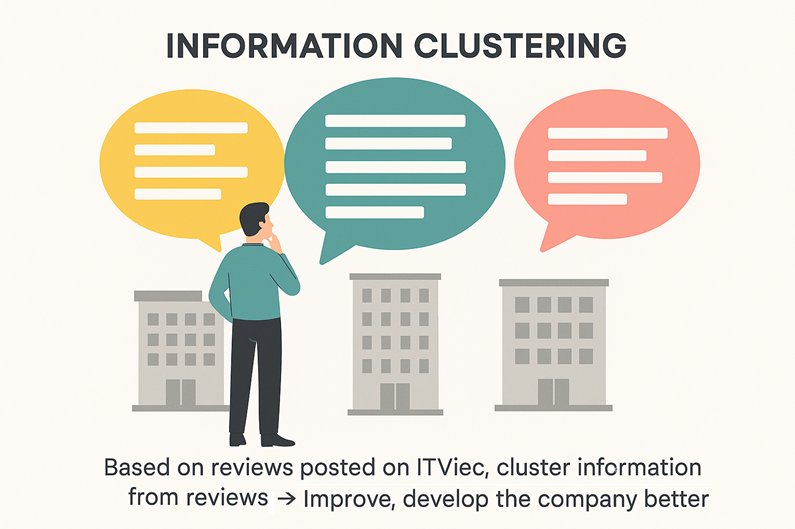 INFORMATION CLUSTERING
Based on reviews posted on ITViec, cluster information
from reviews → Improve, develop the company better